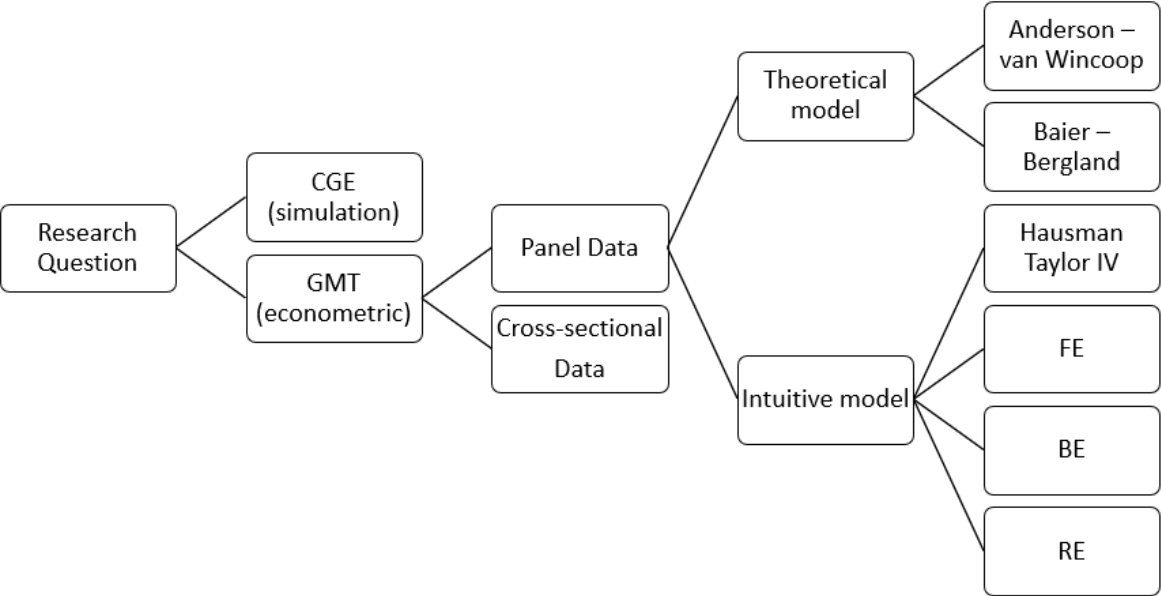 Research
Question
CGE
(simulation)
GMT
(econometric)
Panel Data
Cross-sectional
Data
Theoretical
model
Intuitive model
Anderson –
van Wincoop
Baier –
Bergland
Hausman
Taylor IV
FE
BE
RE